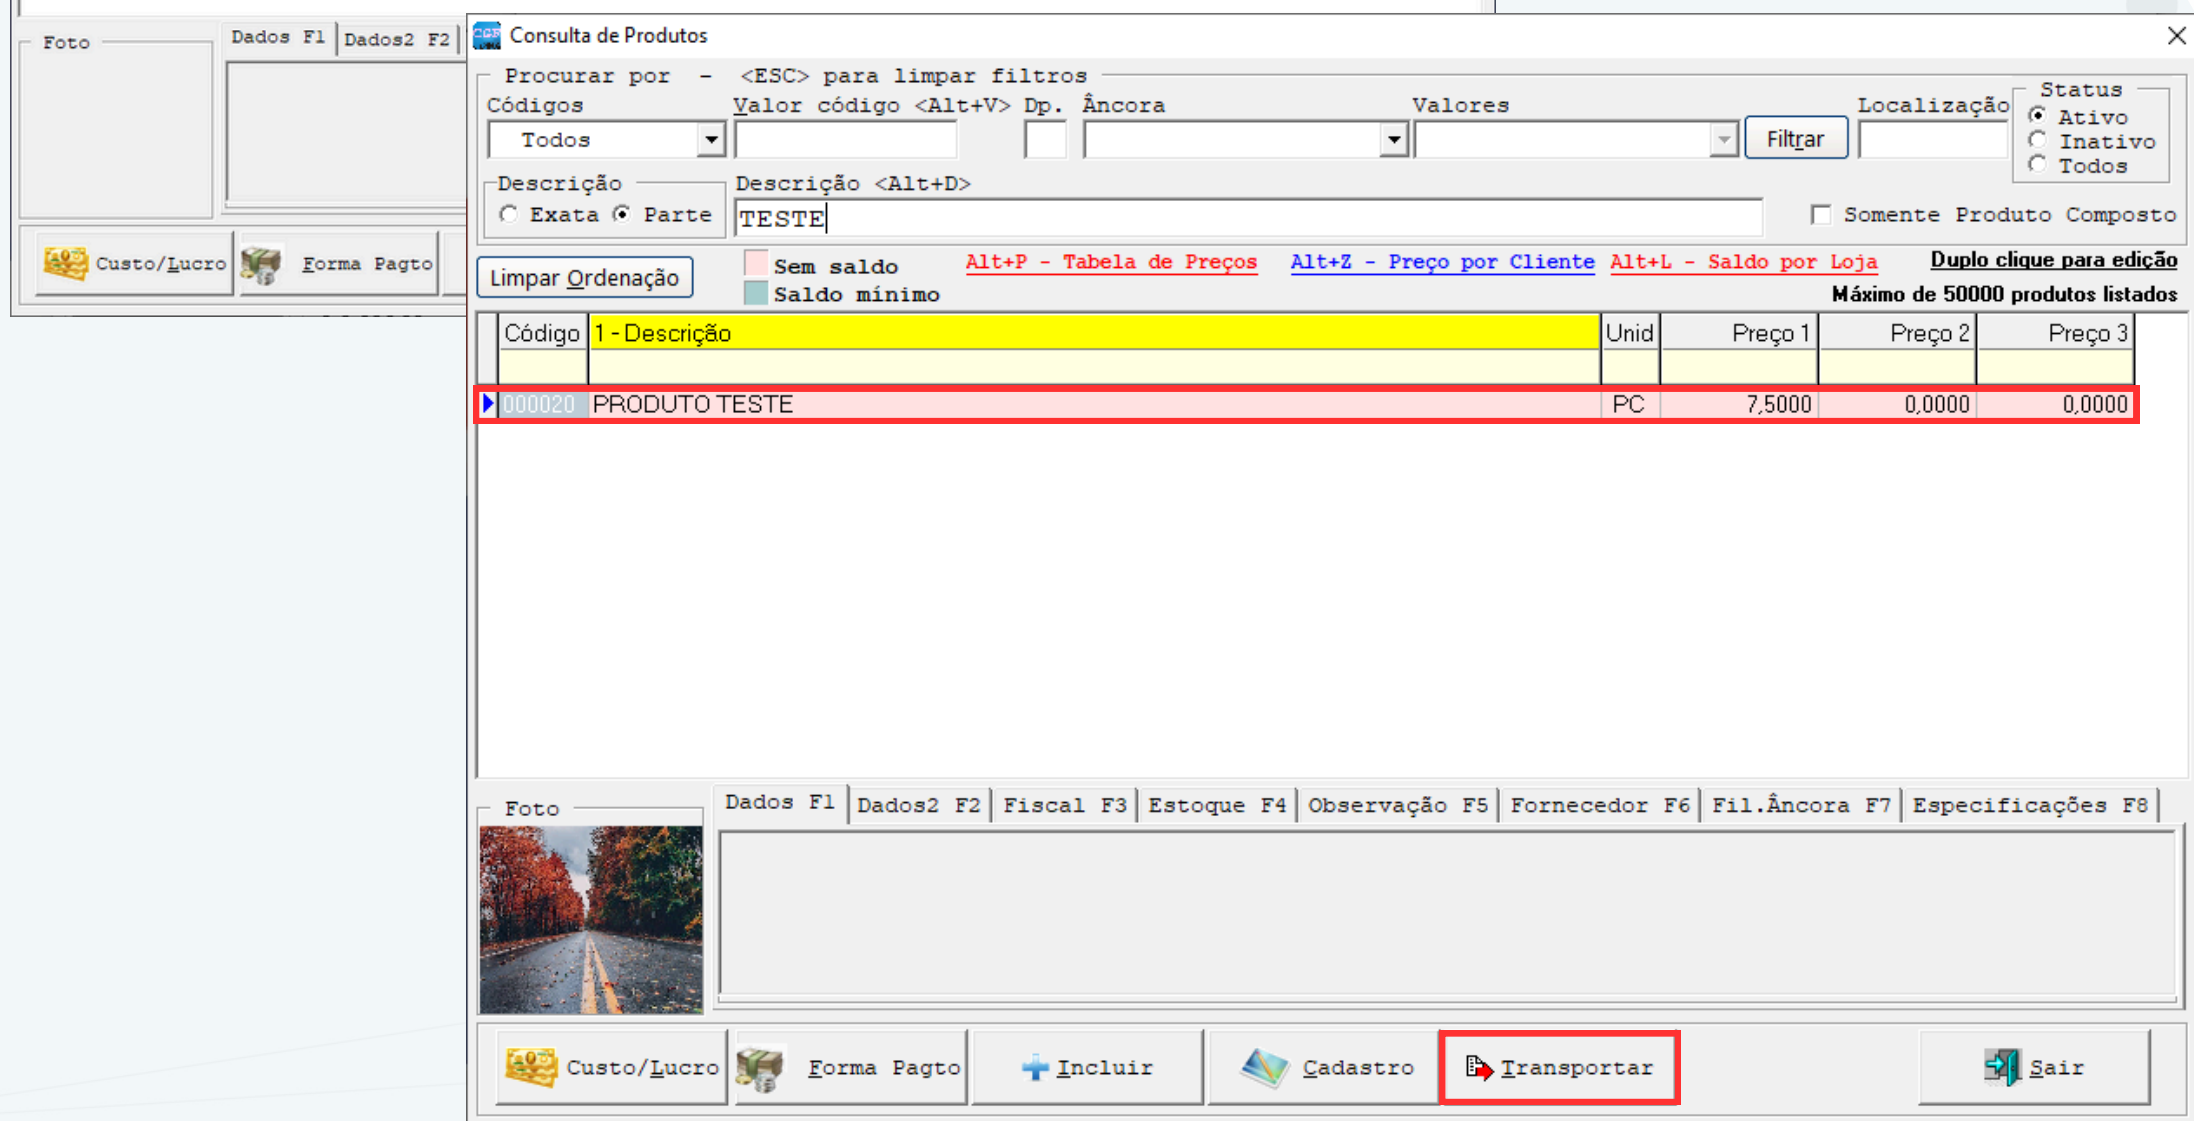 Foto
Dados F1
Dados2 F2
Custo/Lucro
Forma Pagto
Consulta de Produtos
Procurar por - <ESC> para limpar filtros
Códigos
Valor código <Alt+V>
Dp.
Âncora
Valores
Localização
Status
Todos
Filtrar
Ativo
Inativo
Todos
Descrição
Descrição <Alt+D>
Exata
Parte
TESTE
Somente Produto Composto
Limpar Ordenação
Sem saldo
Saldo mínimo
Alt+P - Tabela de Preços
Alt+Z - Preço por Cliente
Alt+L - Saldo por Loja
Duplo clique para edição
Máximo de 50000 produtos listados
Código
1 - Descrição
Unid
Preço 1
Preço 2
Preço 3
000020
PRODUTO TESTE
PC
7,5000
0,0000
0,0000
Foto
Dados F1
Dados2 F2
Fiscal F3
Estoque F4
Observação F5
Fornecedor F6
Fil.Âncora F7
Especificações F8
Custo/Lucro
Forma Pagto
Incluir
Cadastro
Transportar
Sair